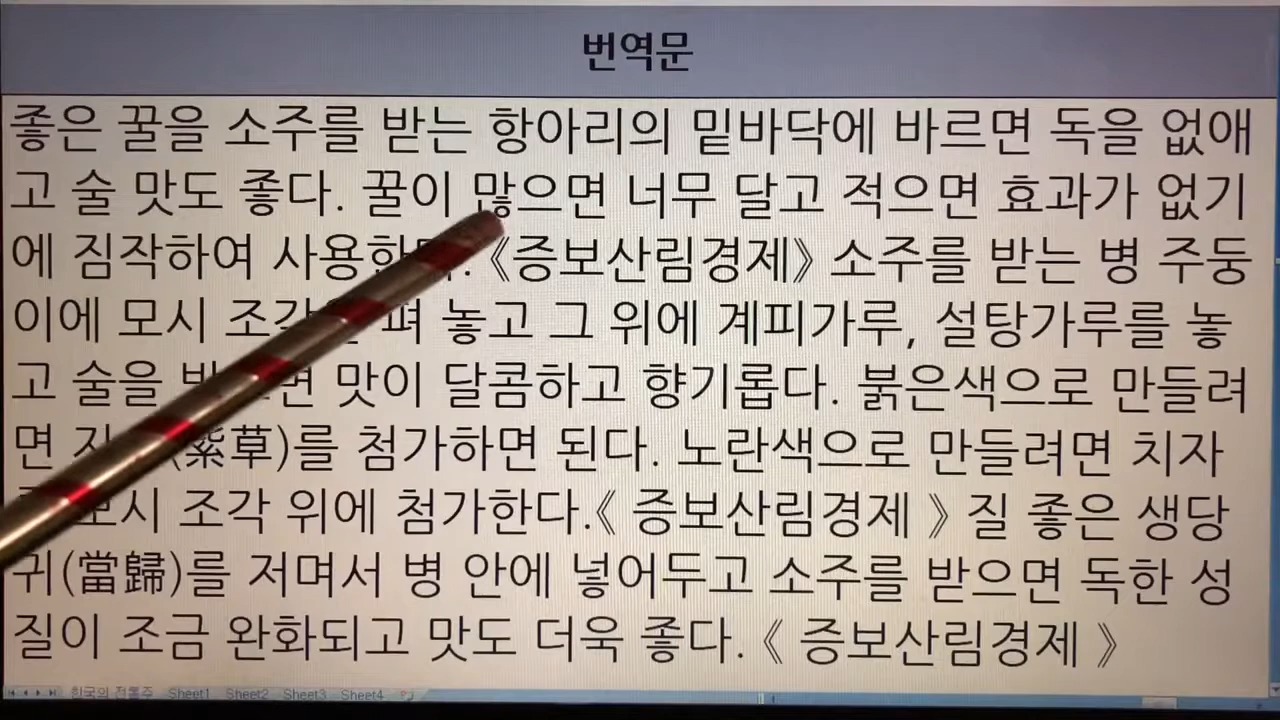 번역문
좋은 꿀을 소주를 받는 항아리의 밑바닥에 바르면 독을 없애
고 술 맛도 좋다. 꿀이 많으면 너무 달고 적으면 효과가 없기
에 짐작하여 《증보산림경제》 소주를 받는 병 주둥
이에 모시 놓고 그 위에 계피가루, 설탕가루를 놓
고 술을 맛이 달콤하고 향기롭다. 붉은색으로 만들려
면 (紫草)를 첨가하면 된다. 노란색으로 만들려면 치자
조각 위에 첨가한다.《 증보산림경제 》 질 좋은 생당
귀(當歸)를 저며서 병 안에 넣어두고 소주를 받으면 독한 성
질이 조금 완화되고 맛도 더욱 좋다. 《 증보산림경제 》
한국의 전통주 Sheet1 Sheet2 Sheet3 Sheet4